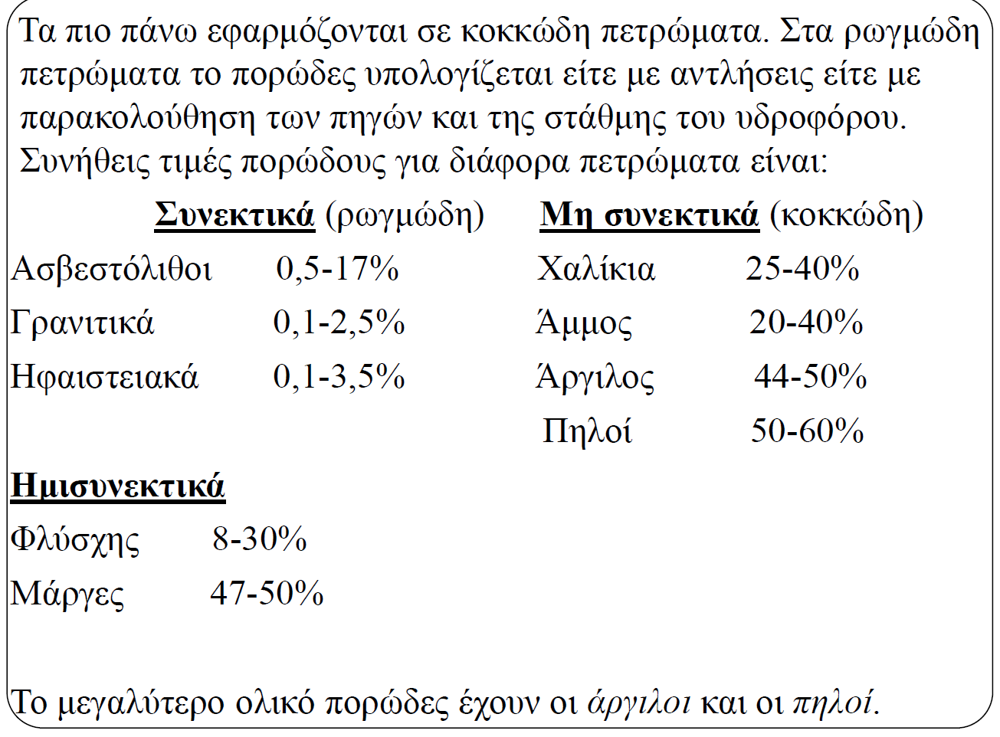 Τα πιο πάνω εφαρμόζονται σε κοκκώδη πετρώματα. Στα ρωγμώδη
πετρώματα το πορώδες υπολογίζεται είτε με αντλήσεις είτε με
παρακολούθηση των πηγών και της στάθμης του υδροφόρου.
Συνήθεις τιμές πορώδους για διάφορα πετρώματα είναι:
Συνεκτικά (ρωγμώδη) Μη συνεκτικά (κοκκώδη)
Ασβεστόλιθοι 0,5-17% Χαλίκια 25-40%
Γρανιτικά 0,1-2,5% Άμμος 20-40%
Ηφαιστειακά 0,1-3,5% Άργιλος 44-50%
Πηλοί 50-60%
Ημισυνεκτικά
Φλύσχης 8-30%
Μάργες 47-50%
Το μεγαλύτερο ολικό πορώδες έχουν οι άργιλοι και οι πηλοί.